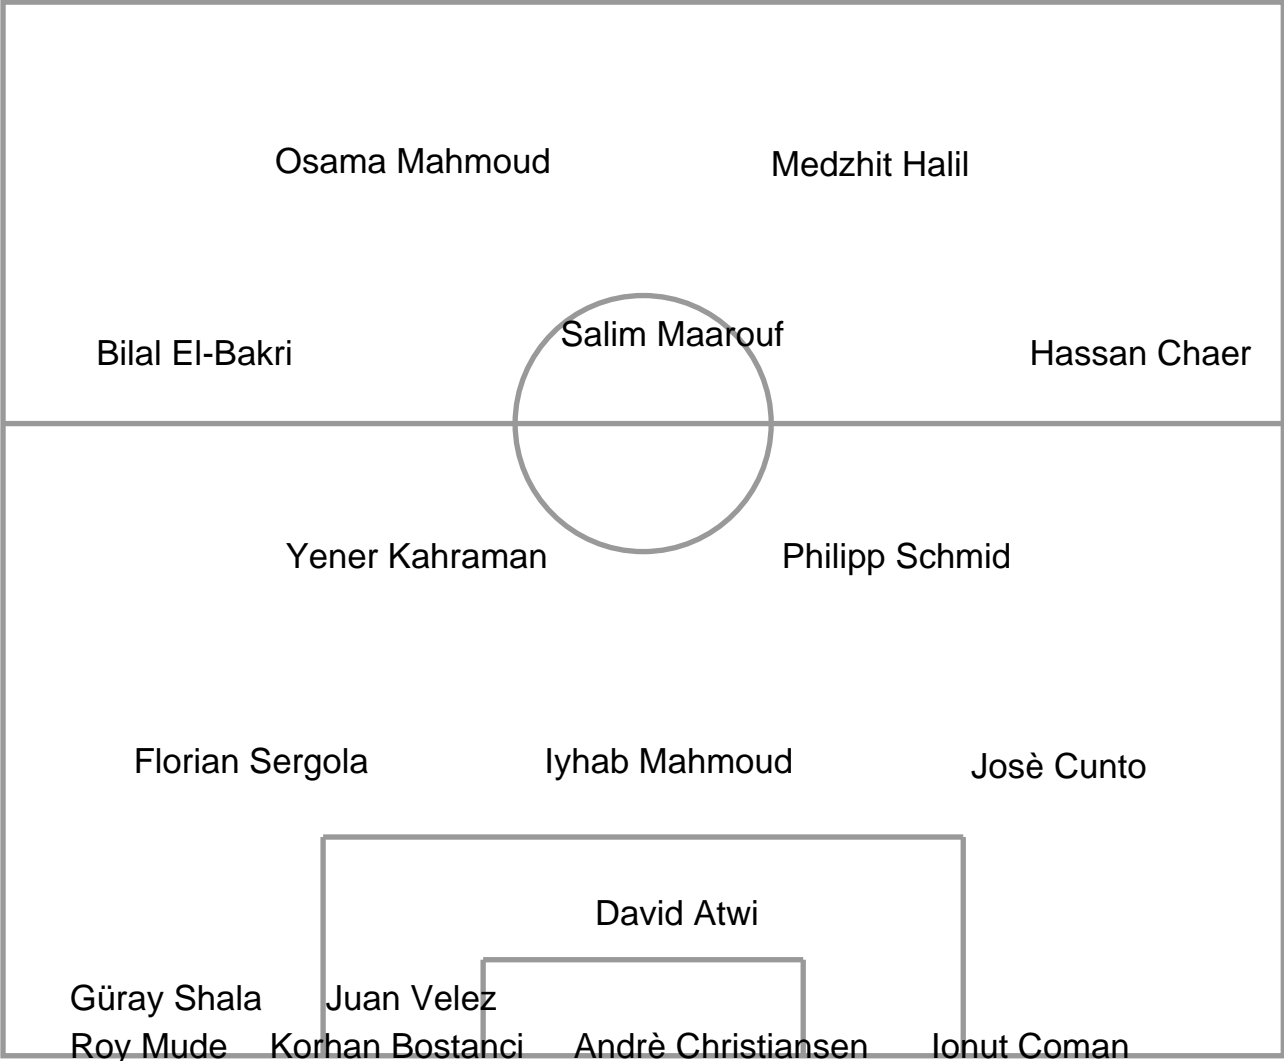 Osama Mahmoud Medzhit Halil
Salim Maarouf
Bilal El-Bakri Hassan Chaer
Yener Kahraman Philipp Schmid
Florian Sergola Iyhab Mahmoud Josè Cunto
David Atwi
Güray Shala Juan Velez
Roy Mude Korhan Bostanci Andrè Christiansen Ionut Coman